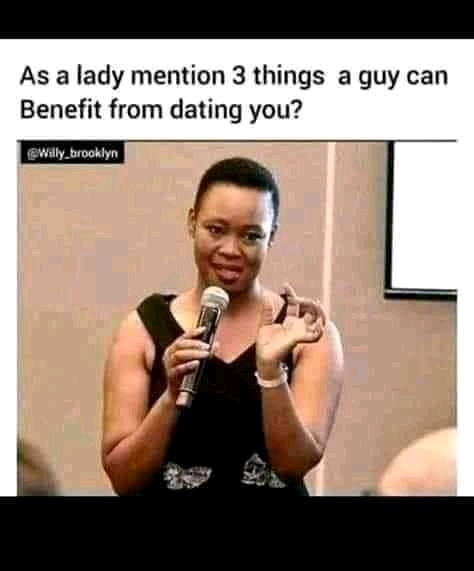 As a lady mention 3 things a guy can
Benefit from dating you?
@Willy_brooklyn